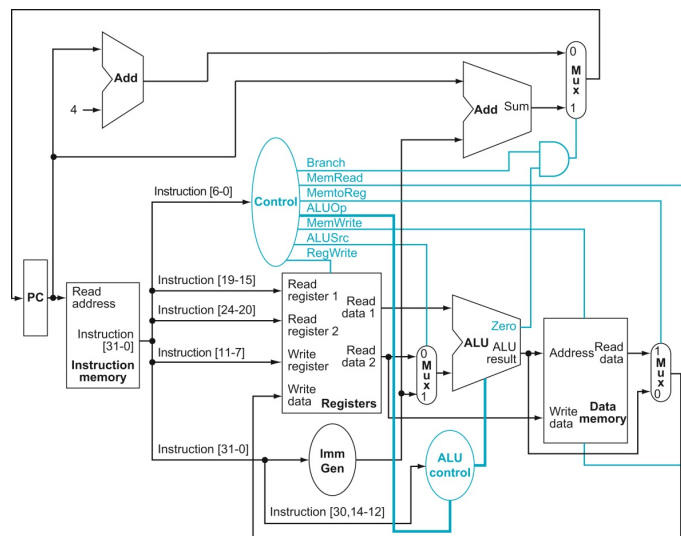 0
Mux
1
Add
4
Add
Sum
Branch
MemRead
MemtoReg
ALUOp
MemWrite
ALUSrc
RegWrite
Control
Instruction [6-0]
PC
Read
address
Instruction
[31-0]
Instruction
memory
Instruction [19-15]
Instruction [24-20]
Instruction [11-7]
Read
register 1
Read
register 2
Write
register
Write
data
Read
data 1
Read
data 2
Registers
0
Mux
1
Zero
ALU
ALU
result
Address
Read
data
Write
data
Data
memory
1
Mux
0
Instruction [31-0]
Imm
Gen
ALU
control
Instruction [30,14-12]